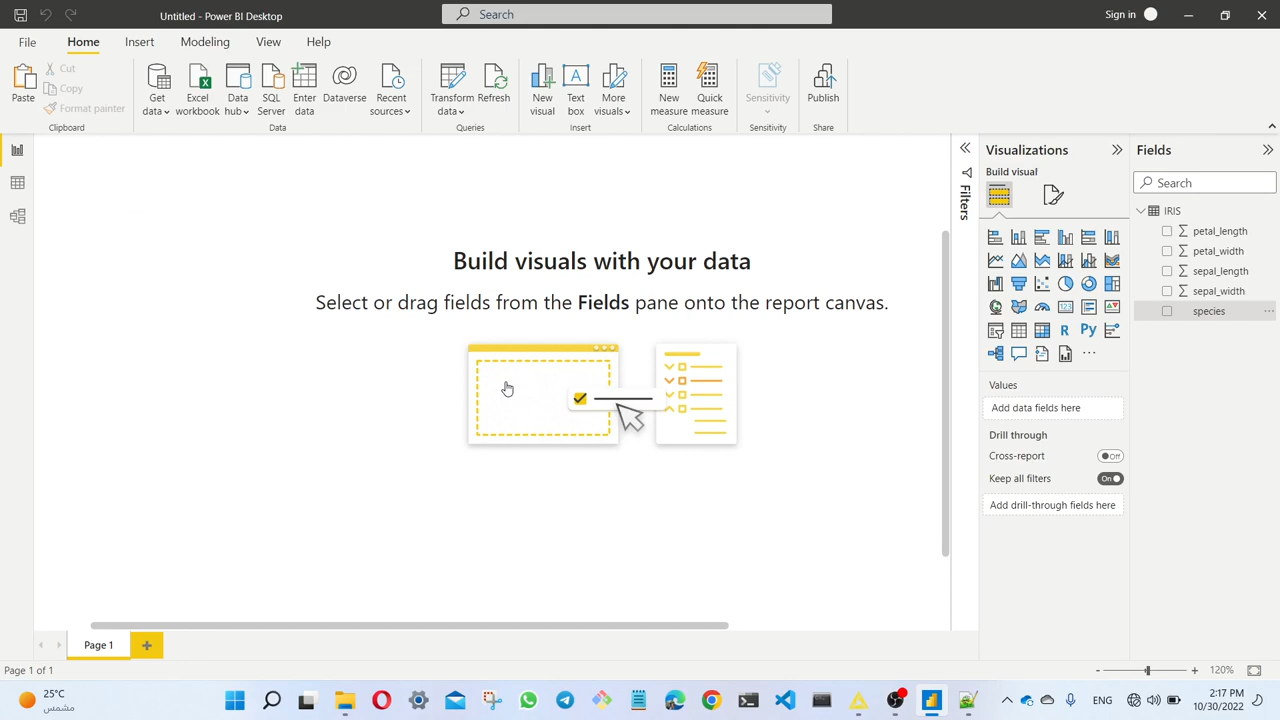 Untitled - Power BI Desktop
Search
Sign in
File Home Insert Modeling View Help
Paste
Cut
Copy
Format painter
Clipboard
Get data
Excel workbook
Data hub
SQL Server
Enter data
Dataverse
Recent sources
Data
Transform data
Refresh
Queries
New visual
Text box
More visuals
Insert
New measure
Quick measure
Calculations
Sensitivity
Sensitivity
Publish
Share
Build visuals with your data
Select or drag fields from the Fields pane onto the report canvas.
Filters
Visualizations
Build visual
R
Py
123
Values
Add data fields here
Drill through
Cross-report
Off
Keep all filters
On
Add drill-through fields here
Fields
Search
IRIS
petal_length
petal_width
sepal_length
sepal_width
species
Page 1
Page 1 of 1
120%
25°C
مشمس
ENG
2:17 PM
10/30/2022